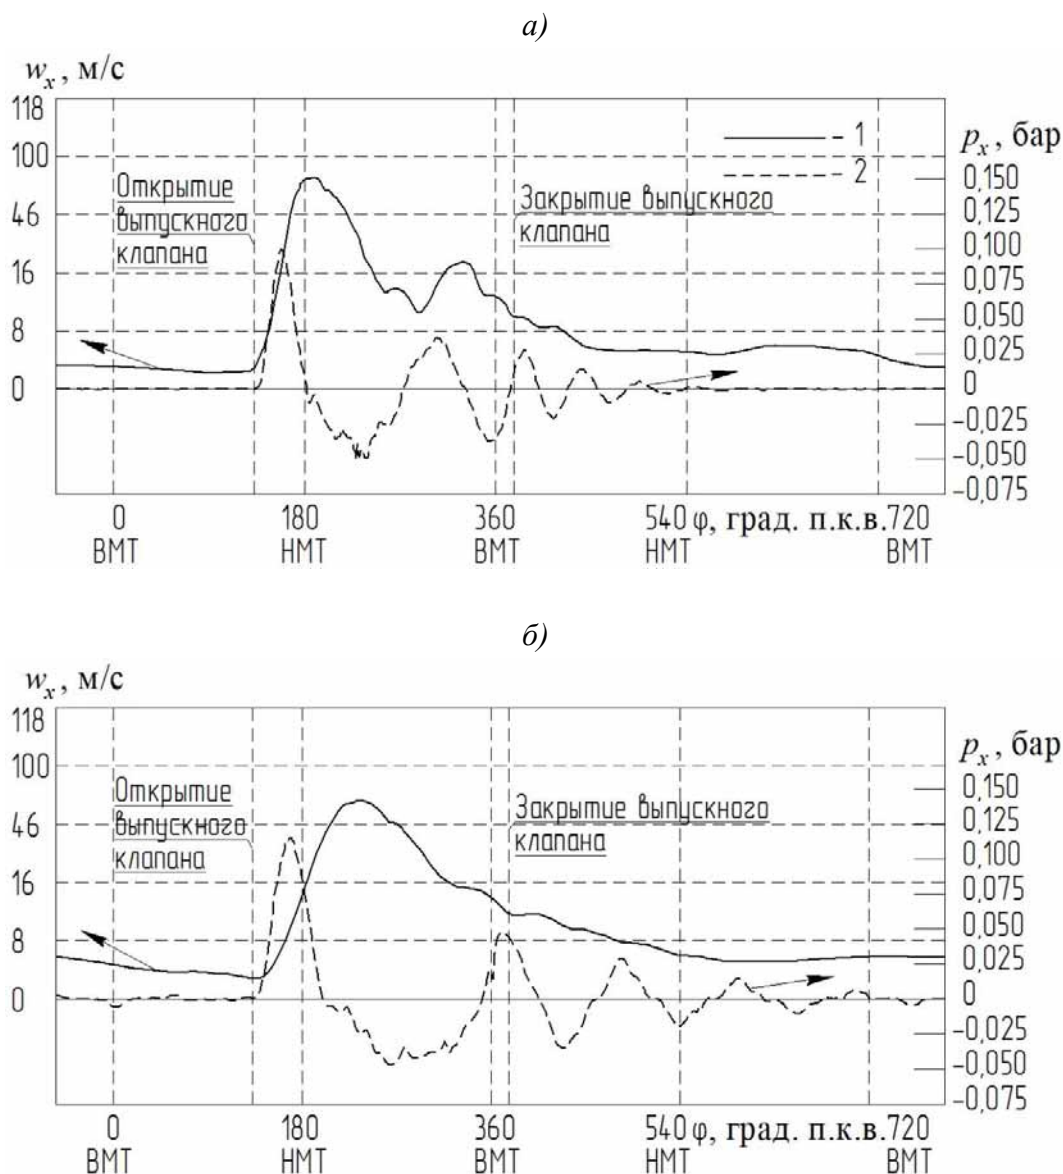 а)
wₓ, м/с
118
100
46
16
8
0
Открытие
выпускного
клапана
1
2
Закрытие выпускного
клапана
pₓ, бар
0,150
0,125
0,100
0,075
0,050
0,025
0
−0,025
−0,050
−0,075
0 180 360 540 φ, град. п.к.в. 720
ВМТ НМТ ВМТ НМТ ВМТ
б)
wₓ, м/с
118
100
46
16
8
0
Открытие
выпускного
клапана
Закрытие выпускного
клапана
pₓ, бар
0,150
0,125
0,100
0,075
0,050
0,025
0
−0,025
−0,050
−0,075
0 180 360 540 φ, град. п.к.в. 720
ВМТ НМТ ВМТ НМТ ВМТ